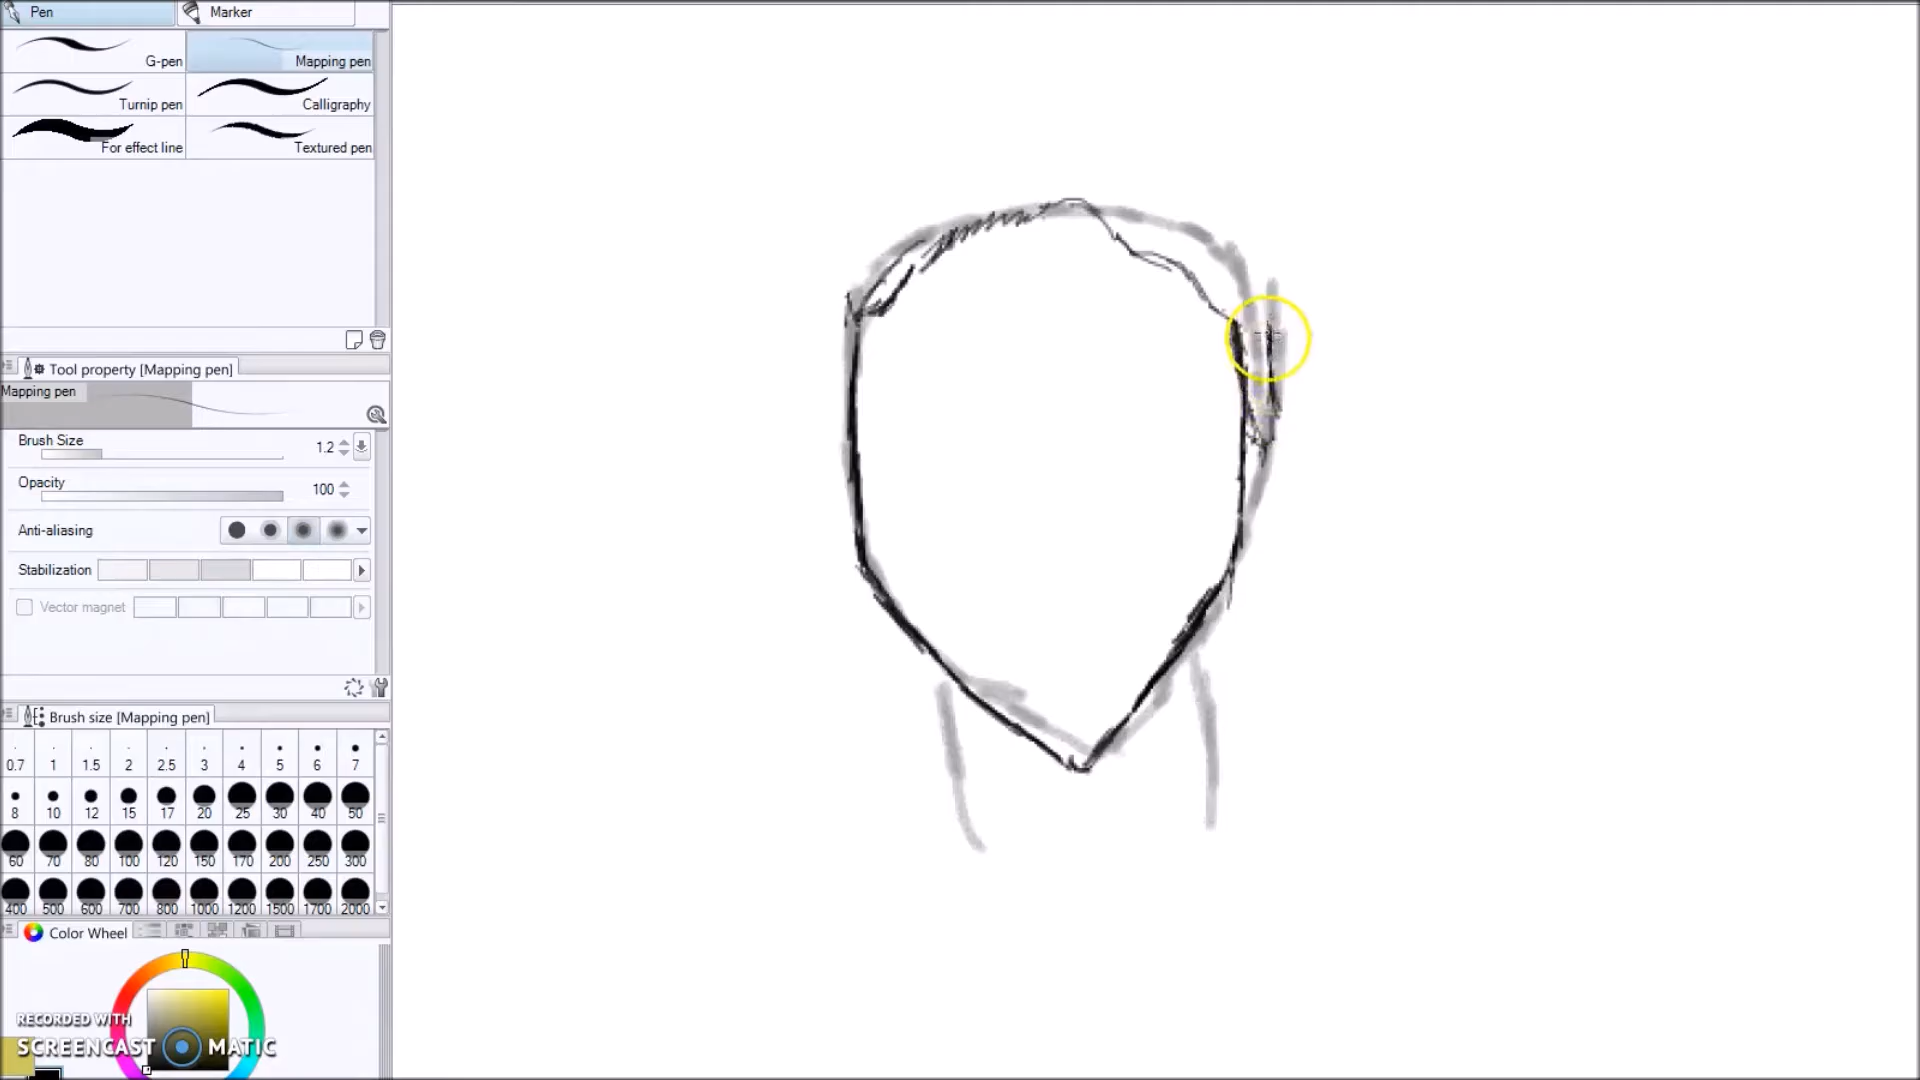 Pen Marker
G-pen Mapping pen
Turnip pen Calligraphy
For effect line Textured pen
Tool property [Mapping pen]
Mapping pen
Brush Size 1.2
Opacity 100
Anti-aliasing
Stabilization
Vector magnet
Brush size [Mapping pen]
0.7 1 1.5 2 2.5 3 4 5 6 7
8 10 12 15 17 20 25 30 40 50
60 70 80 100 120 150 170 200 250 300
400 500 600 700 800 1000 1200 1500 1700 2000
Color Wheel
RECORDED WITH
SCREENCAST MATIC